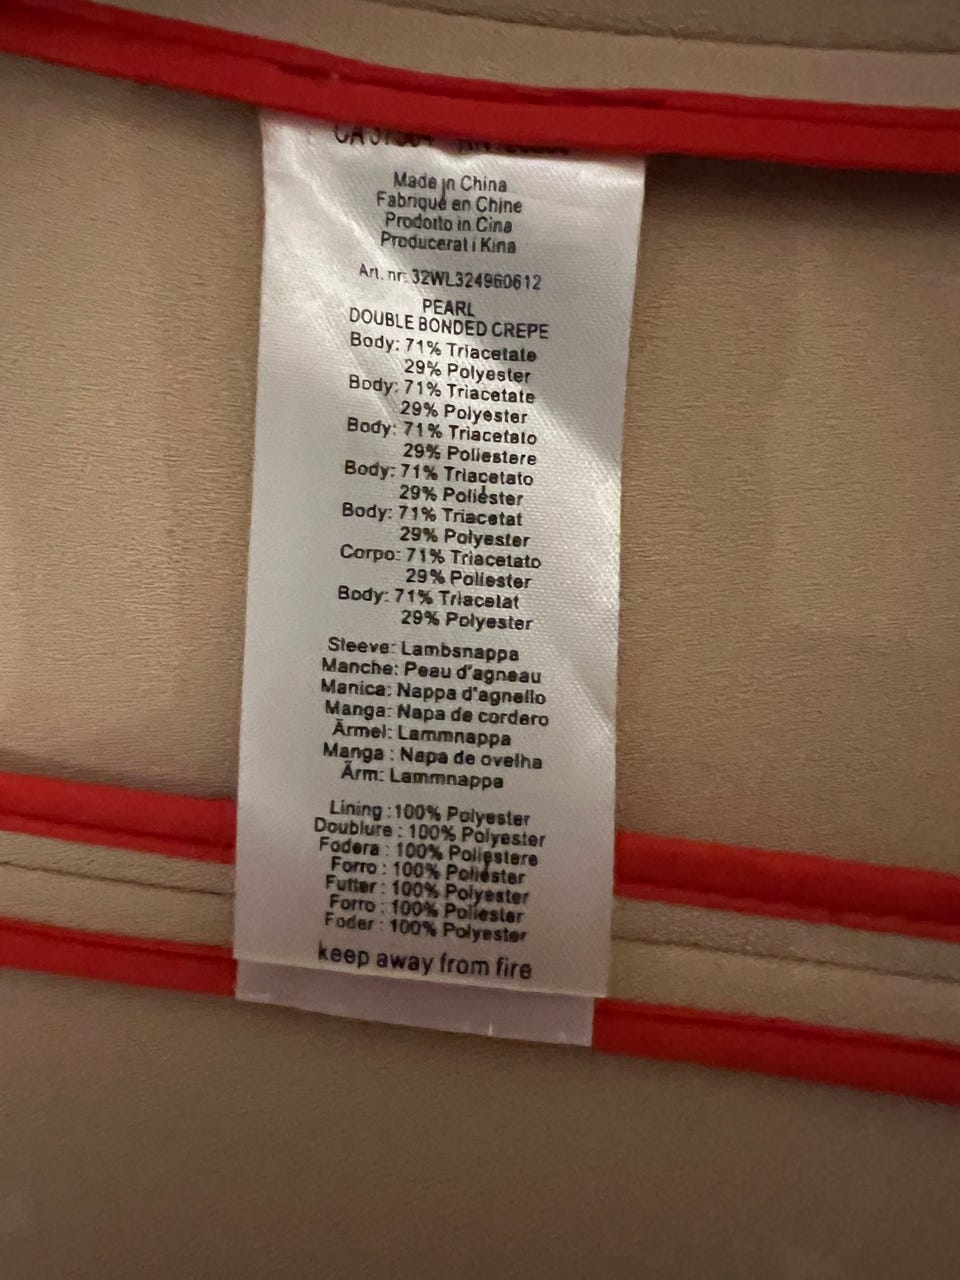 Made in China
Fabriqué en Chine
Prodotto in Cina
Producerat i Kina
Art. nr: 32WL324960612
PEARL
DOUBLE BONDED CREPE
Body: 71% Triacetate
29% Polyester
Body: 71% Triacetate
29% Polyester
Body: 71% Triacetato
29% Poliestere
Body: 71% Triacetato
29% Poliéster
Body: 71% Triacetat
29% Polyester
Corpo: 71% Triacetato
29% Poliester
Body: 71% Triacetat
29% Polyester
Sleeve: Lambsnappa
Manche: Peau d'agneau
Manica: Nappa d'agnello
Manga: Napa de cordero
Ärmel: Lammnappa
Manga : Napa de ovelha
Ärm: Lammnappa
Lining : 100% Polyester
Doublure : 100% Polyester
Fodera : 100% Poliestere
Forro : 100% Poliéster
Futter : 100% Polyester
Forro : 100% Poliester
Foder : 100% Polyester
keep away from fire